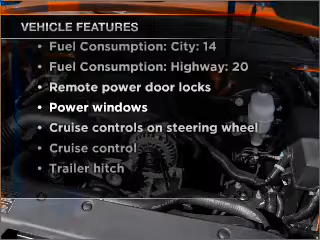 VEHICLE FEATURES
• Fuel Consumption: City: 14
• Fuel Consumption: Highway: 20
• Remote power door locks
• Power windows
• Cruise controls on steering wheel
• Cruise control
• Trailer hitch